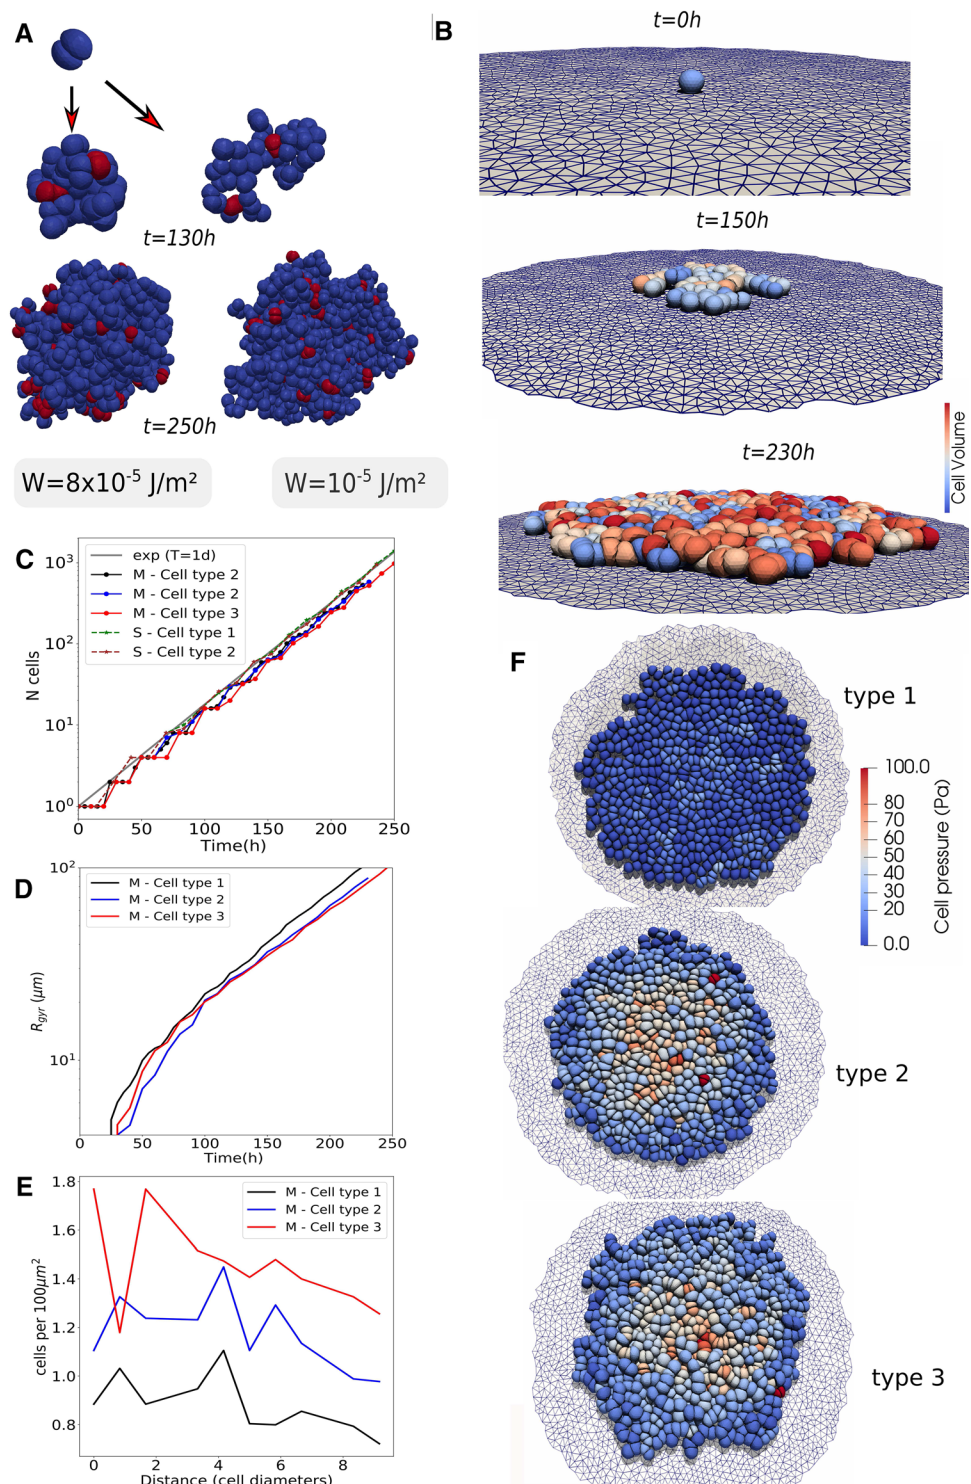 A
t=130h
t=250h
W=8x10⁻⁵ J/m²
W=10⁻⁵ J/m²
B
t=0h
t=150h
t=230h
Cell Volume
C
exp (T=1d)
M - Cell type 2
M - Cell type 2
M - Cell type 3
S - Cell type 1
S - Cell type 2
N cells
10³
10²
10¹
10⁰
0 50 100 150 200 250
Time(h)
D
M - Cell type 1
M - Cell type 2
M - Cell type 3
R_gyr (μm)
10²
10¹
0 50 100 150 200 250
Time(h)
E
M - Cell type 1
M - Cell type 2
M - Cell type 3
cells per 100μm²
1.8
1.6
1.4
1.2
1.0
0.8
0 2 4 6 8
Distance (cell diameters)
F
type 1
100.0
80
70
60
50
40
30
20
0.0
Cell pressure (Pa)
type 2
type 3